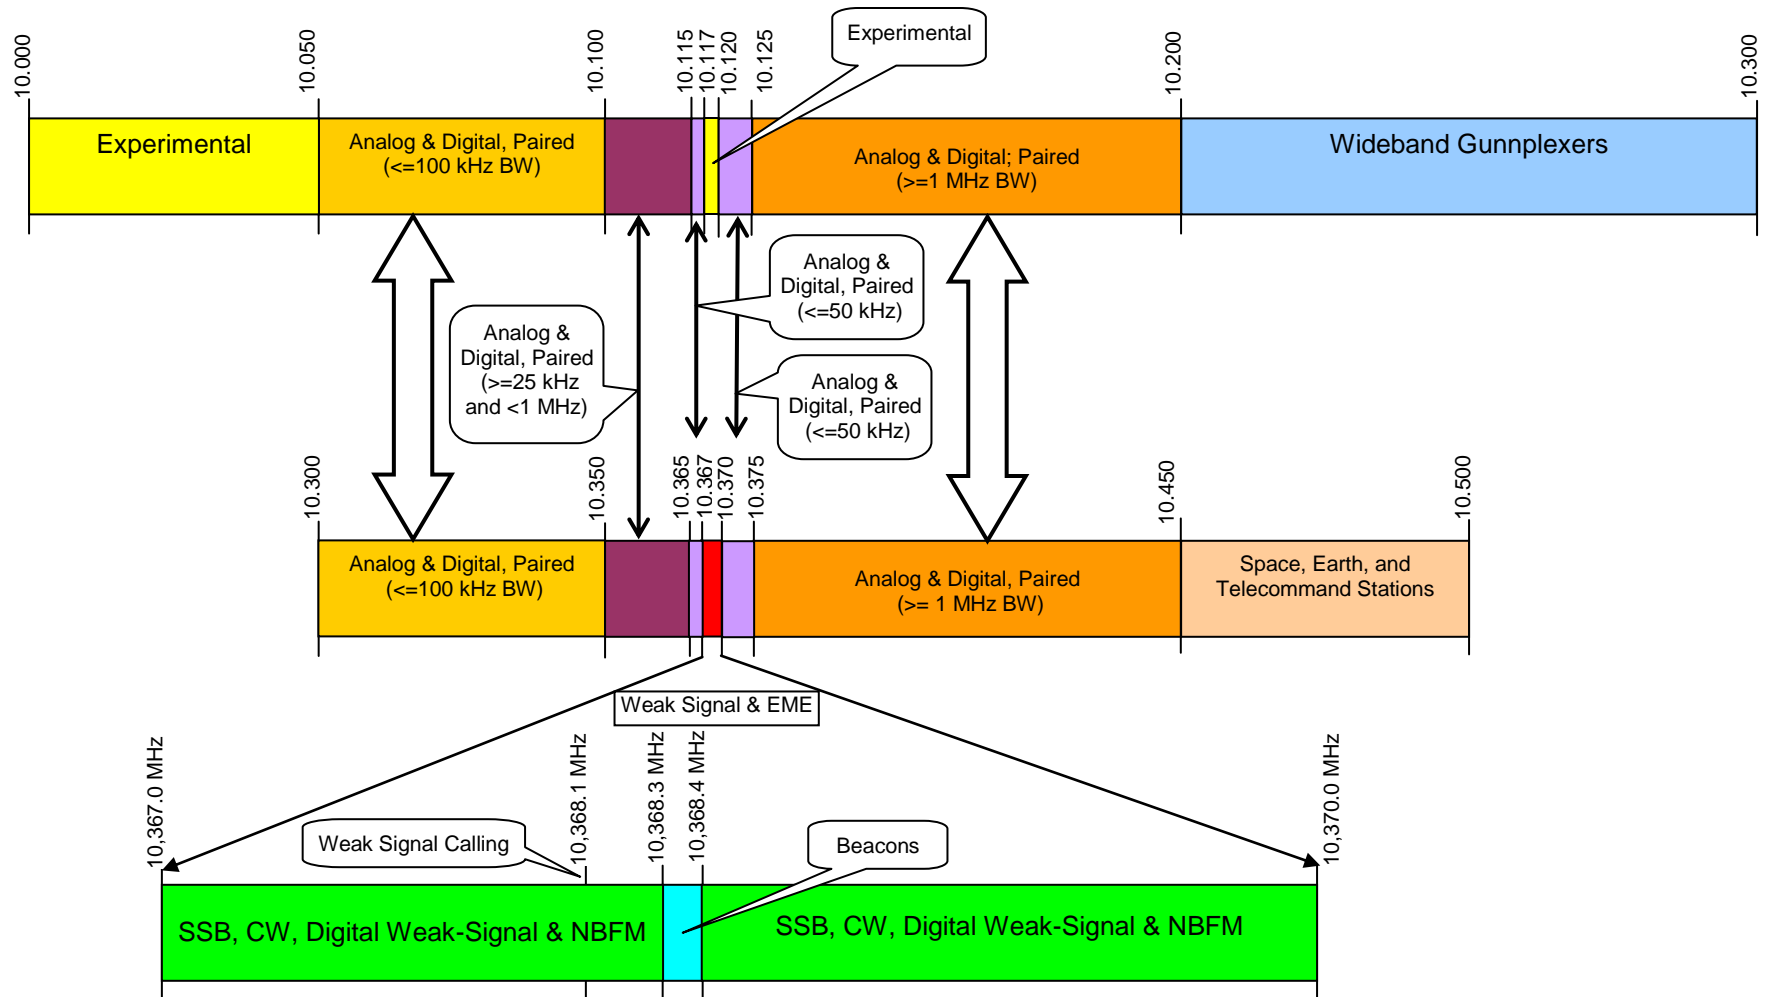 10.000
10.050
10.100
10.115
10.117
10.120
10.125
10.200
10.300
Experimental
Experimental
Analog & Digital, Paired
(<=100 kHz BW)
Analog & Digital; Paired
(>=1 MHz BW)
Wideband Gunnplexers
Analog &
Digital, Paired
(<=50 kHz)
Analog &
Digital, Paired
(>=25 kHz
and <1 MHz)
Analog &
Digital, Paired
(<=50 kHz)
10.300
10.350
10.365
10.367
10.370
10.375
10.450
10.500
Analog & Digital, Paired
(<=100 kHz BW)
Analog & Digital, Paired
(>= 1 MHz BW)
Space, Earth, and
Telecommand Stations
Weak Signal & EME
10,367.0 MHz
10,368.1 MHz
10,368.3 MHz
10,368.4 MHz
10,370.0 MHz
Weak Signal Calling
Beacons
SSB, CW, Digital Weak-Signal & NBFM
SSB, CW, Digital Weak-Signal & NBFM